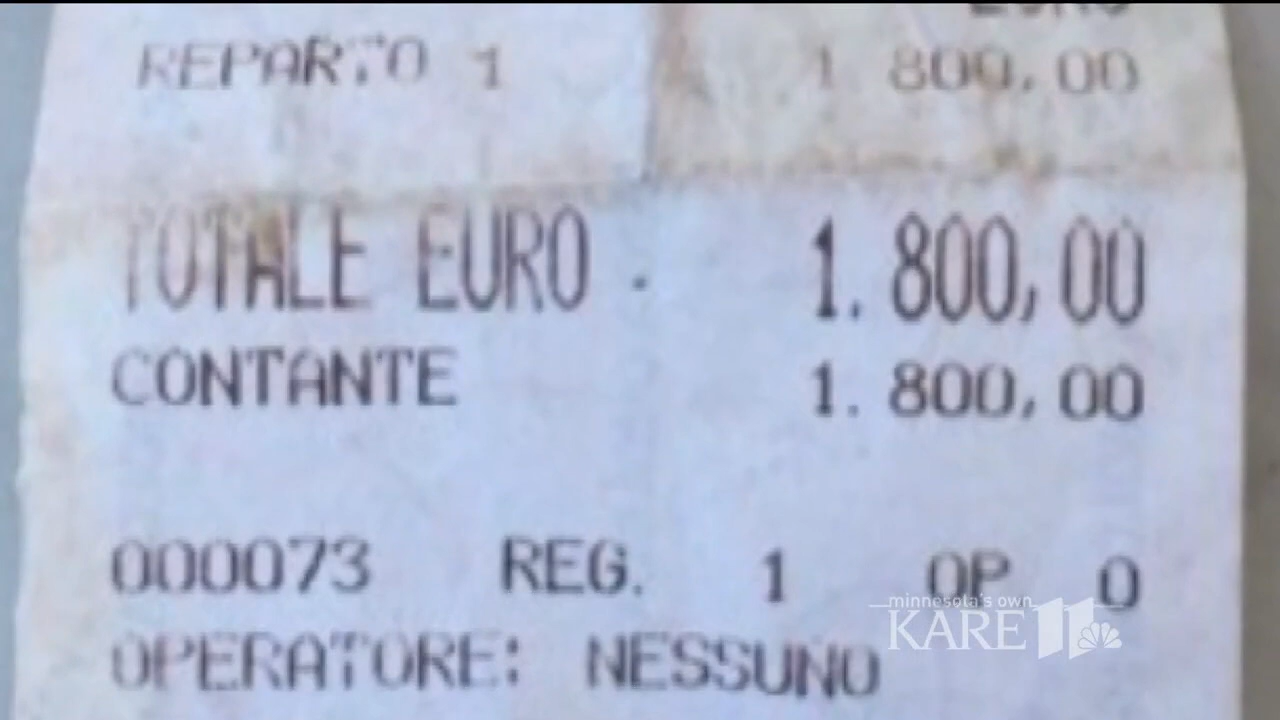 EURO
REPARTO 1 1 800,00
TOTALE EURO . 1.800,00
CONTANTE 1.800,00
000073 REG. 1 OP 0
OPERATORE: NESSUNO
minnesota's own
KARE 11